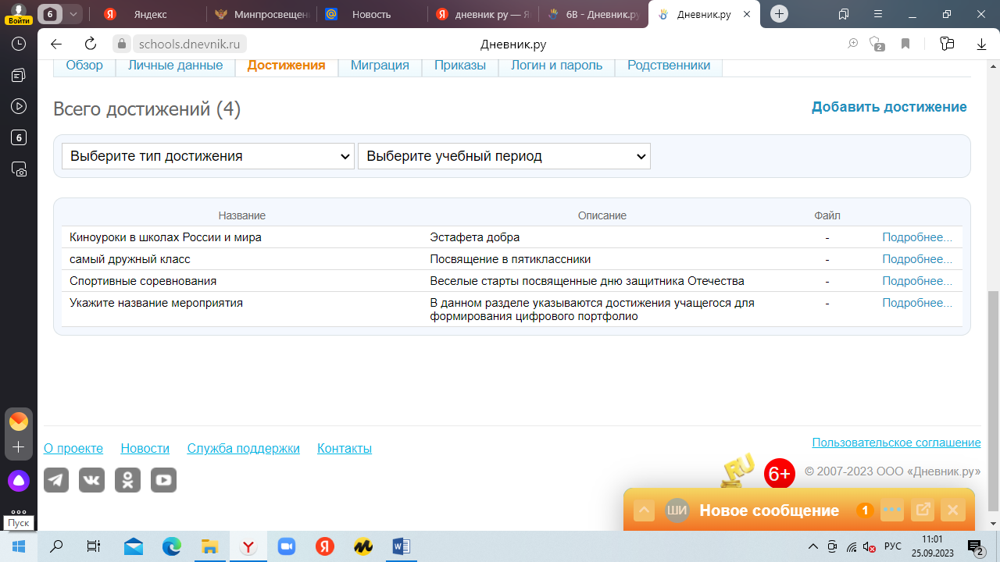 Войти
6
Яндекс
Минпросвещен
Новость
дневник ру — Я
6В - Дневник.ру
Дневник.ру
schools.dnevnik.ru
Дневник.ру
2
6
Обзор
Личные данные
Достижения
Миграция
Приказы
Логин и пароль
Родственники
Всего достижений (4)
Добавить достижение
Выберите тип достижения
Выберите учебный период
Название
Описание
Файл
Киноуроки в школах России и мира
Эстафета добра
-
Подробнее...
самый дружный класс
Посвящение в пятиклассники
-
Подробнее...
Спортивные соревнования
Веселые старты посвященные дню защитника Отечества
-
Подробнее...
Укажите название мероприятия
В данном разделе указываются достижения учащегося для
формирования цифрового портфолио
-
Подробнее...
О проекте
Новости
Служба поддержки
Контакты
Пользовательское соглашение
RU
6+
© 2007-2023 ООО «Дневник.ру»
ШИ
Новое сообщение
1
Пуск
РУС
11:01
25.09.2023
2